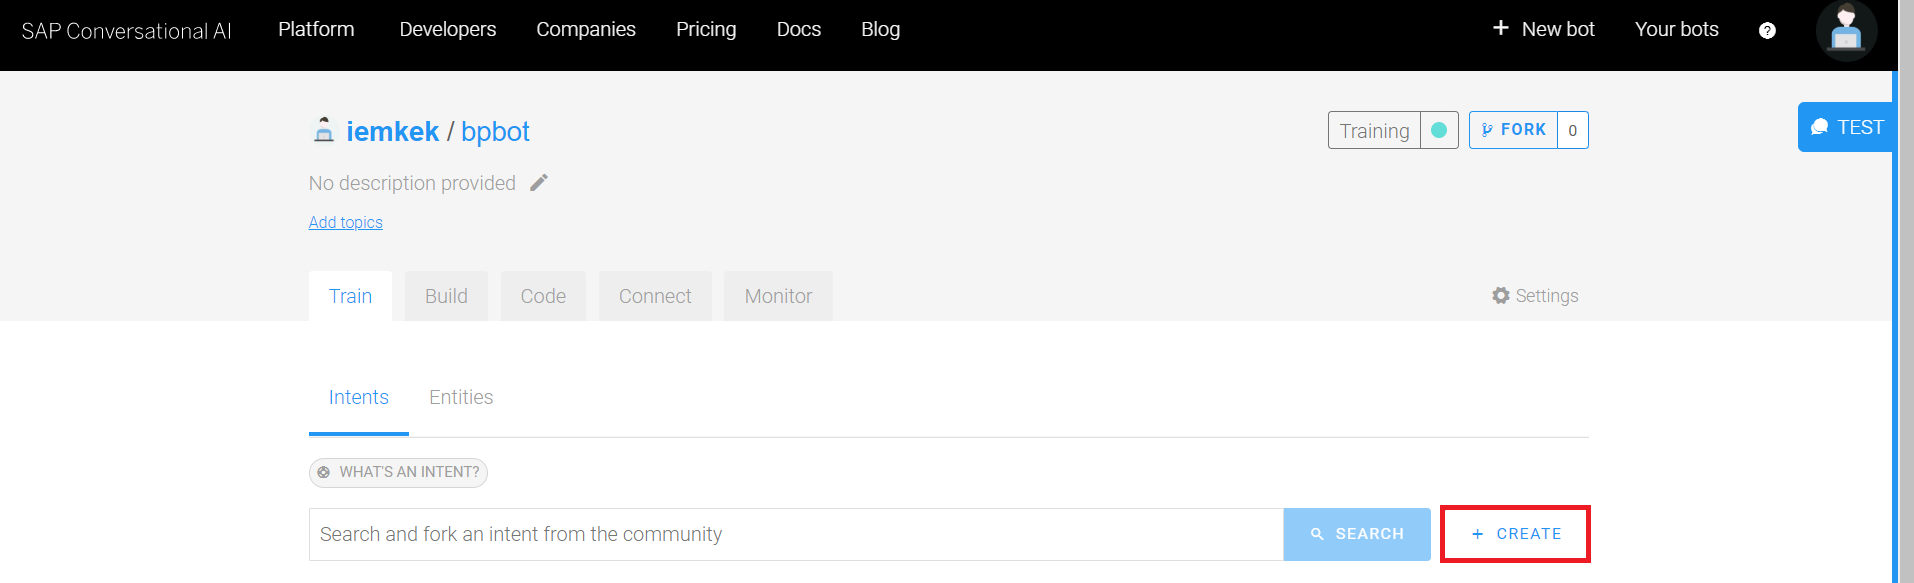 SAP Conversational AI Platform Developers Companies Pricing Docs Blog + New bot Your bots ?
iemkek / bpbot Training FORK 0 TEST
No description provided
Add topics
Train Build Code Connect Monitor Settings
Intents Entities
WHAT'S AN INTENT?
Search and fork an intent from the community SEARCH + CREATE